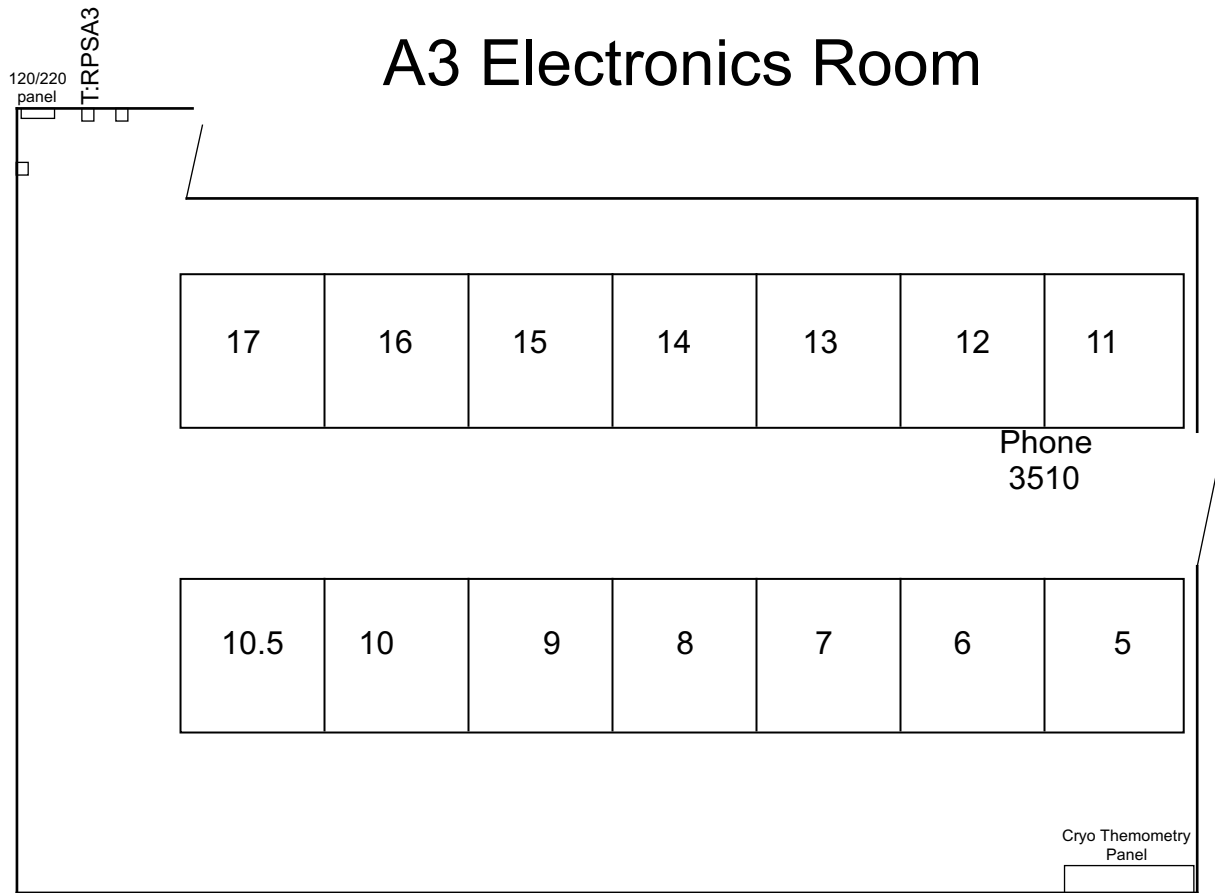 A3 Electronics Room
120/220
panel
T:RPSA3
17 16 15 14 13 12 11
Phone
3510
10.5 10 9 8 7 6 5
Cryo Themometry
Panel